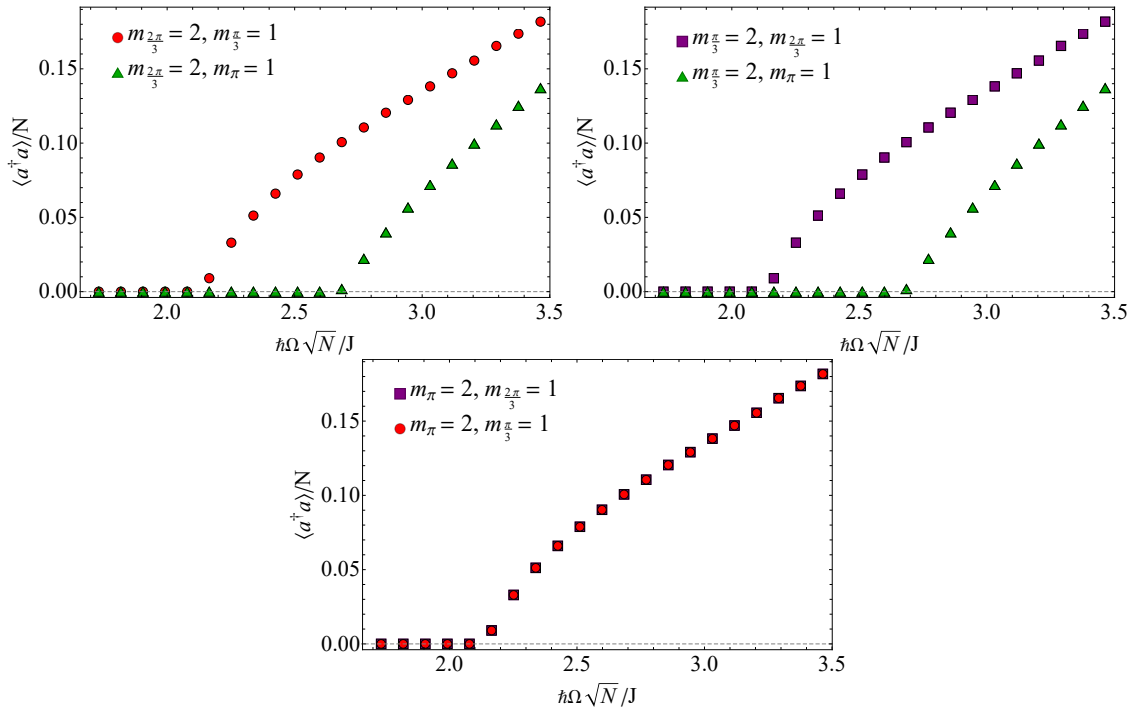 m_{2π/3} = 2, m_{π/3} = 1
m_{2π/3} = 2, m_π = 1
⟨a†a⟩/N
0.15
0.10
0.05
0.00
2.0 2.5 3.0 3.5
ħΩ√N/J
m_{π/3} = 2, m_{2π/3} = 1
m_{π/3} = 2, m_π = 1
⟨a†a⟩/N
0.15
0.10
0.05
0.00
2.0 2.5 3.0 3.5
ħΩ√N/J
m_π = 2, m_{2π/3} = 1
m_π = 2, m_{π/3} = 1
⟨a†a⟩/N
0.15
0.10
0.05
0.00
2.0 2.5 3.0 3.5
ħΩ√N/J